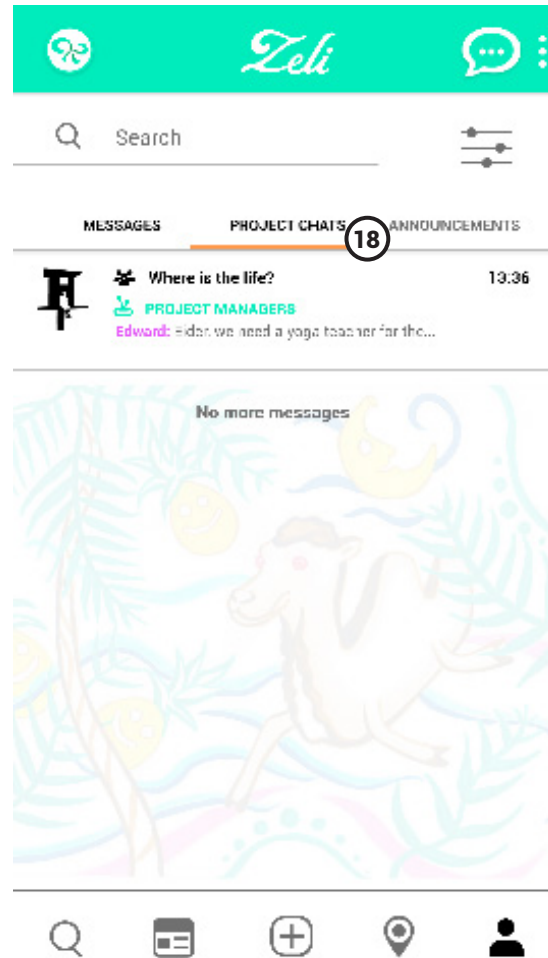 Zeli
Search
MESSAGES PROJECT CHATS 18 ANNOUNCEMENTS
Where is the life? 13:36
PROJECT MANAGERS
Edward: Elder, we need a yoga teacher for the...
No more messages